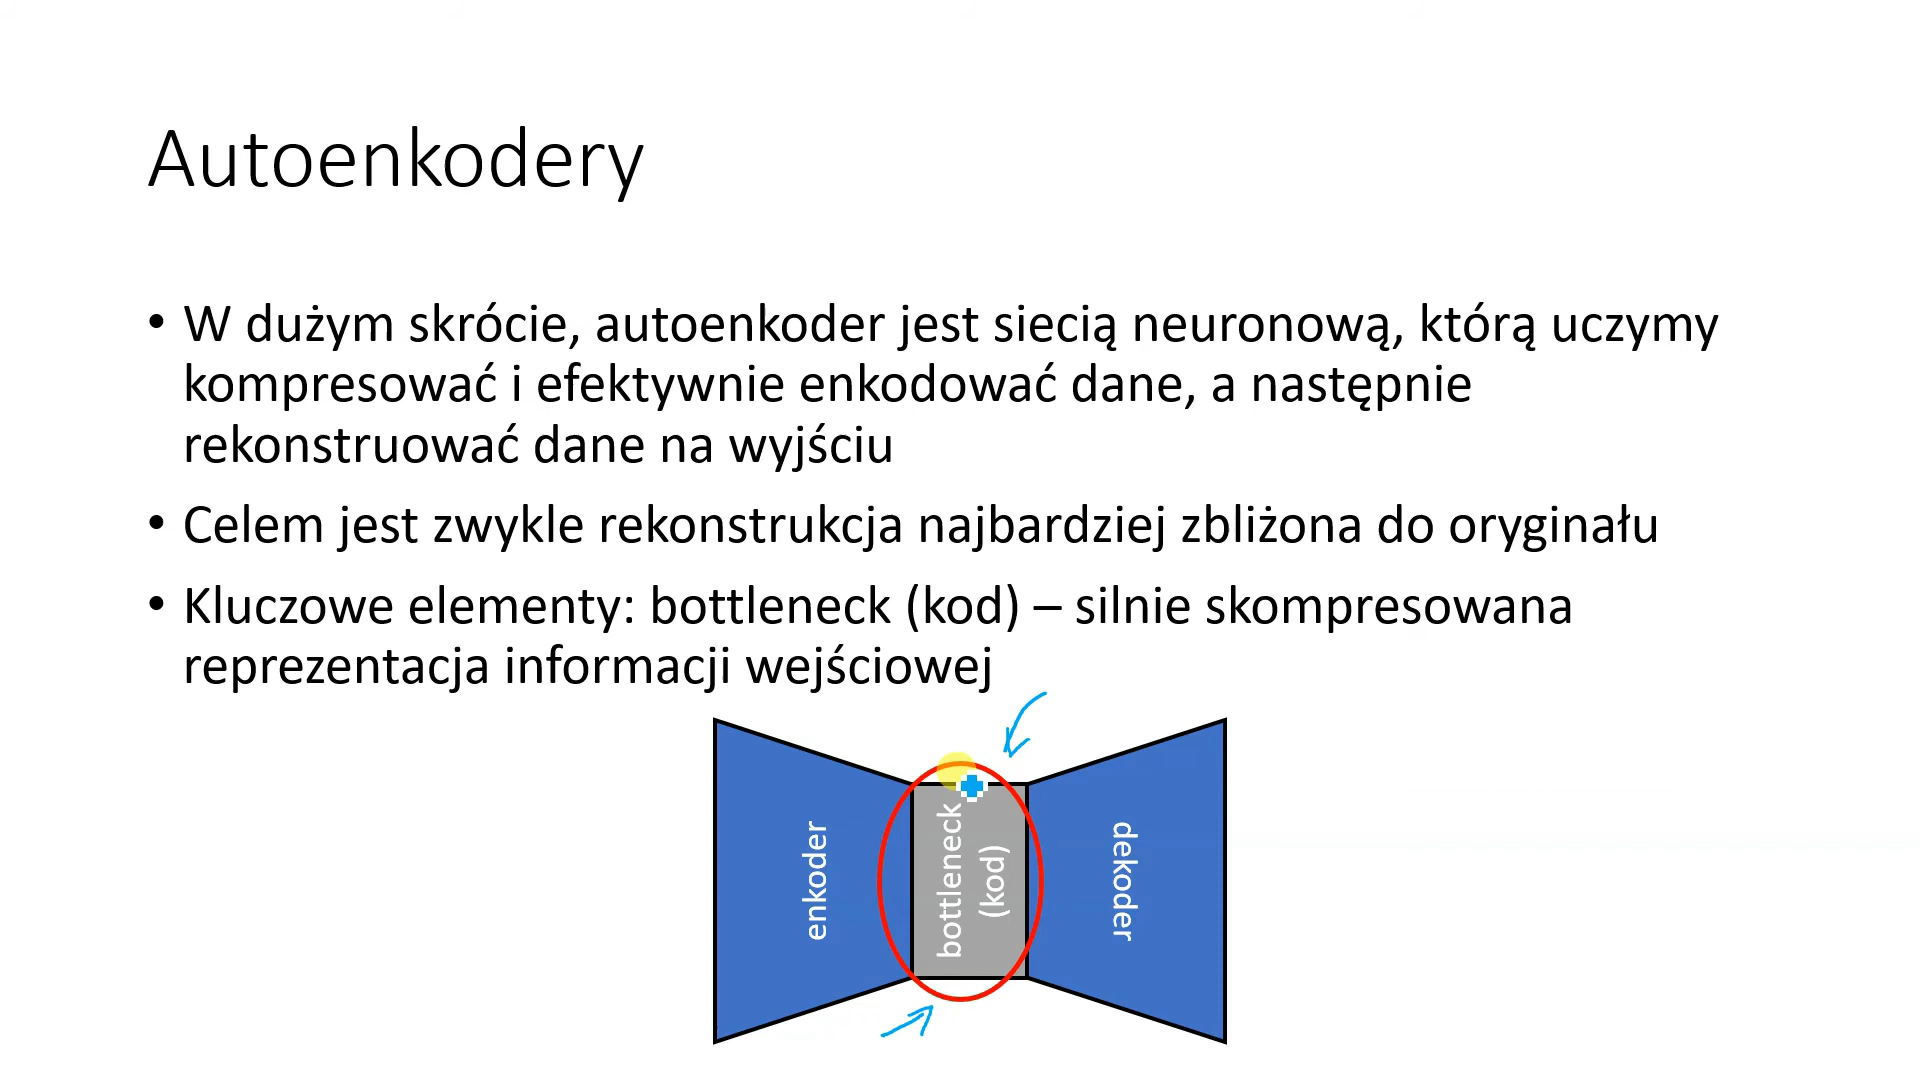 Autoenkodery
• W dużym skrócie, autoenkoder jest siecią neuronową, którą uczymy
kompresować i efektywnie enkodować dane, a następnie
rekonstruować dane na wyjściu
• Celem jest zwykle rekonstrukcja najbardziej zbliżona do oryginału
• Kluczowe elementy: bottleneck (kod) – silnie skompresowana
reprezentacja informacji wejściowej
enkoder
bottleneck
(kod)
dekoder